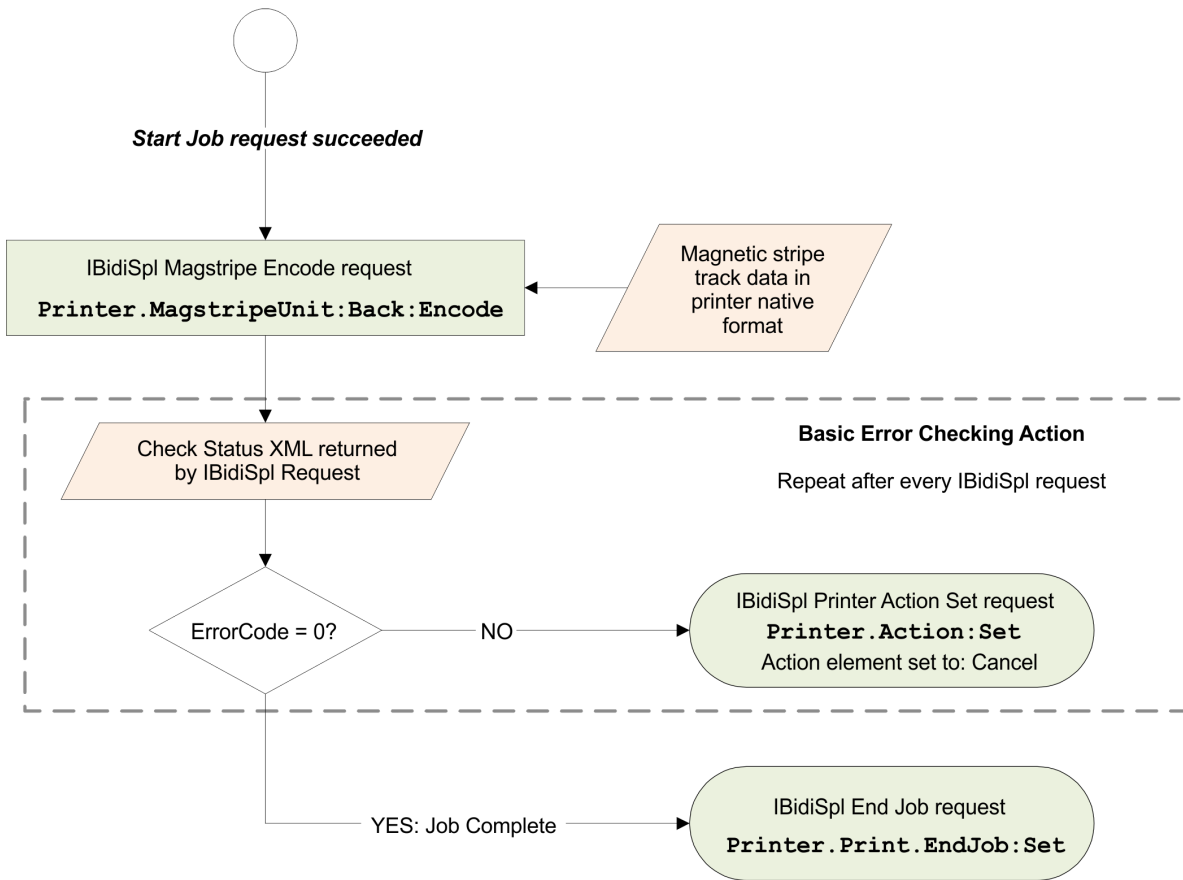 Start Job request succeeded
IBidiSpl Magstripe Encode request
Printer.MagstripeUnit:Back:Encode
Magnetic stripe
track data in
printer native
format
Check Status XML returned
by IBidiSpl Request
Basic Error Checking Action
Repeat after every IBidiSpl request
ErrorCode = 0?
NO
IBidiSpl Printer Action Set request
Printer.Action:Set
Action element set to: Cancel
YES: Job Complete
IBidiSpl End Job request
Printer.Print.EndJob:Set